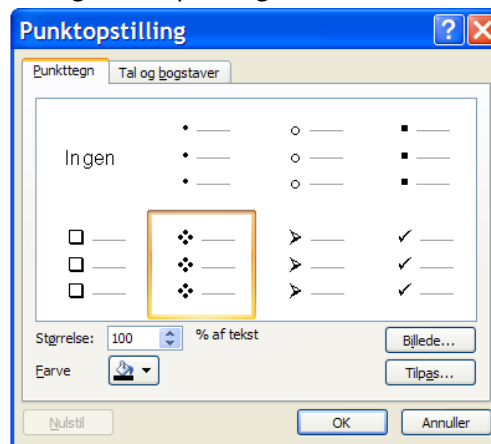 Punktopstilling
Punkttegn Tal og bogstaver
Ingen
Størrelse: 100 % af tekst
Billede...
Farve
Tilpas...
Nulstil OK Annuller